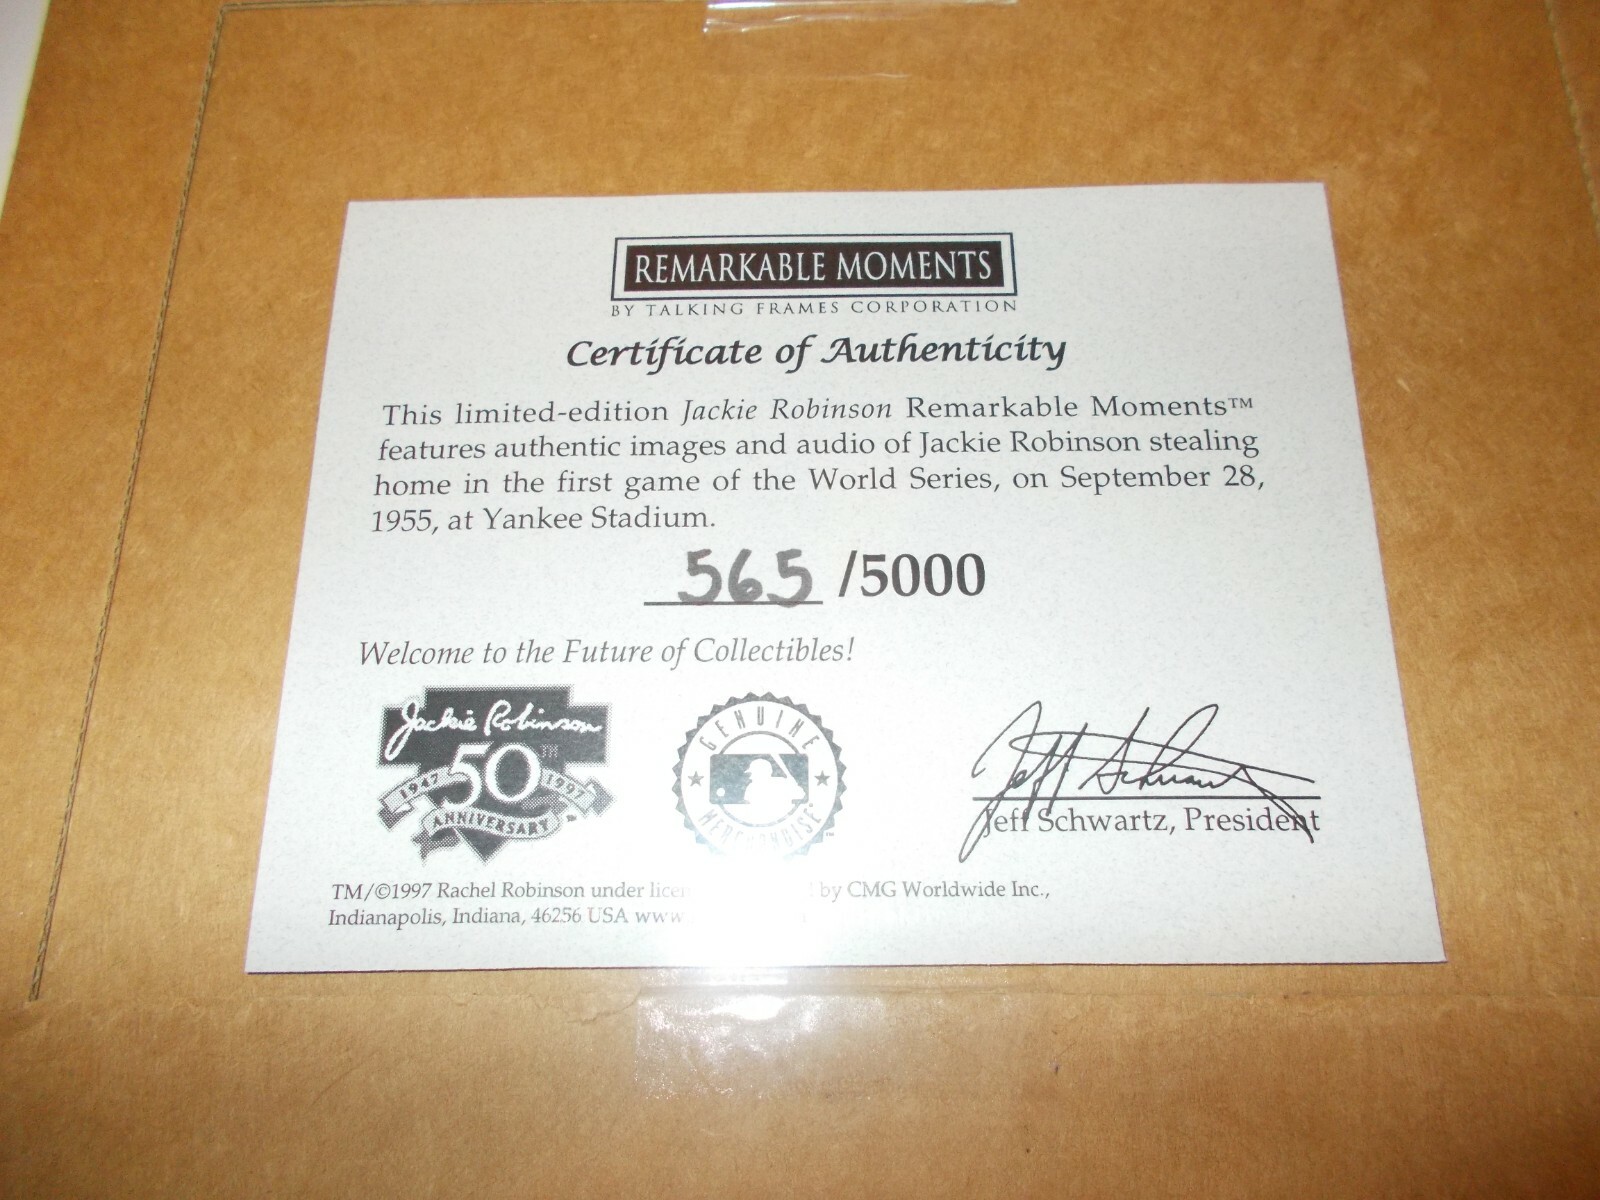 REMARKABLE MOMENTS
BY TALKING FRAMES CORPORATION
Certificate of Authenticity
This limited-edition Jackie Robinson Remarkable Moments™
features authentic images and audio of Jackie Robinson stealing
home in the first game of the World Series, on September 28,
1955, at Yankee Stadium.
565 /5000
Welcome to the Future of Collectibles!
Jackie Robinson
50TH
1947 1997
ANNIVERSARY
GENUINE
MERCHANDISE
Jeff Schwartz
Jeff Schwartz, President
TM/©1997 Rachel Robinson under by CMG Worldwide Inc.,
Indianapolis, Indiana, 46256 USA www